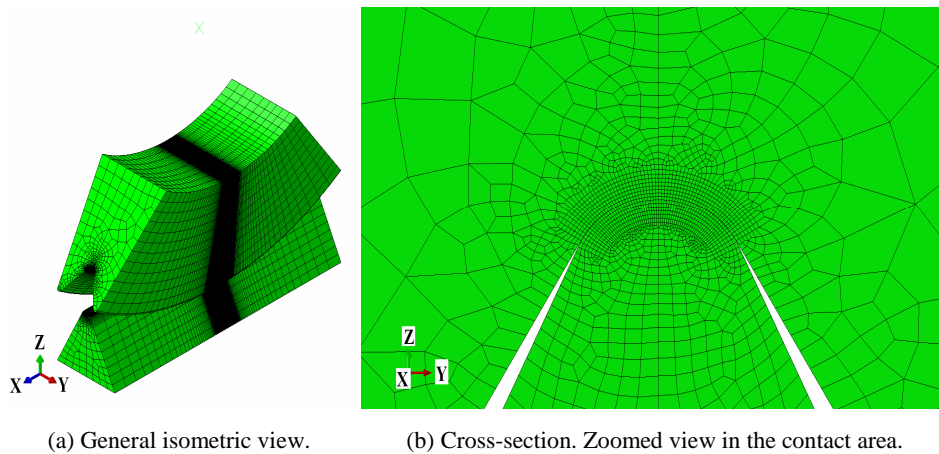 X
Z
X
Y
Z
X
Y
(a) General isometric view.
(b) Cross-section. Zoomed view in the contact area.